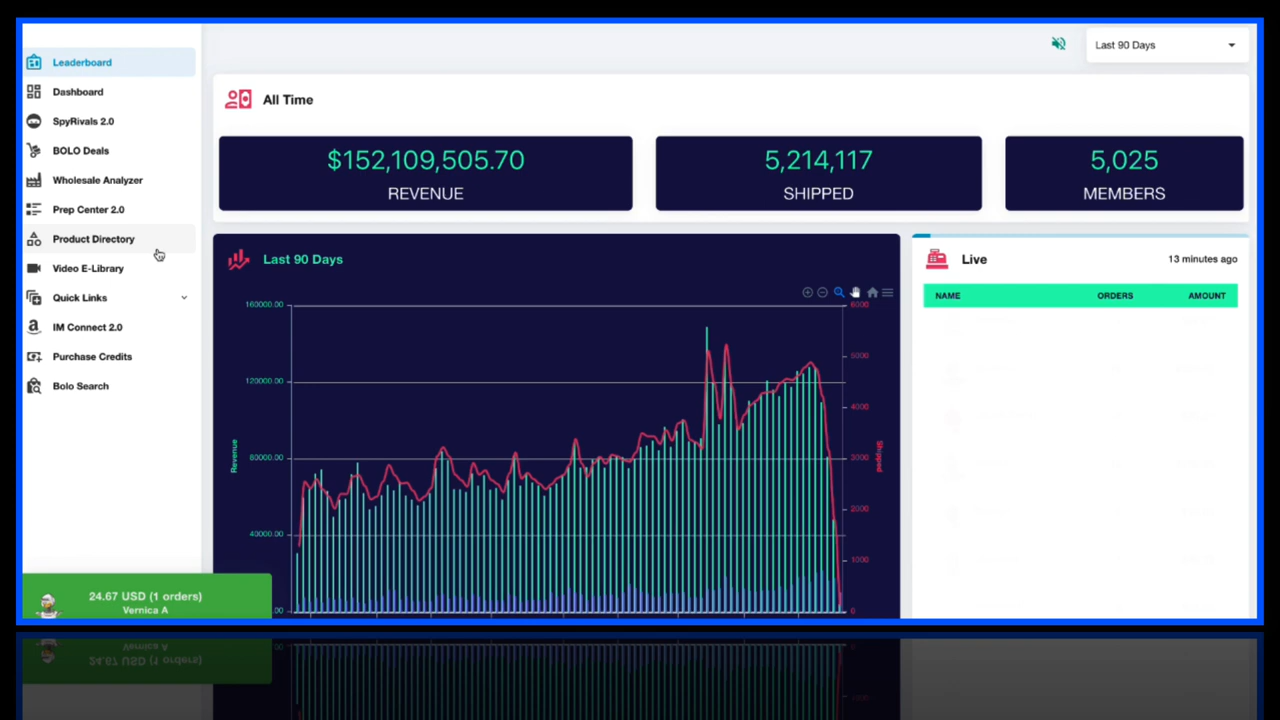 Leaderboard
Dashboard
SpyRivals 2.0
BOLO Deals
Wholesale Analyzer
Prep Center 2.0
Product Directory
Video E-Library
Quick Links
IM Connect 2.0
Purchase Credits
Bolo Search
Last 90 Days
All Time
$152,109,505.70
REVENUE
5,214,117
SHIPPED
5,025
MEMBERS
Last 90 Days
160000.00
120000.00
80000.00
40000.00
.00
Revenue
6000
5000
4000
3000
2000
1000
0
Shipped
Live
13 minutes ago
NAME ORDERS AMOUNT
24.67 USD (1 orders)
Vernica A